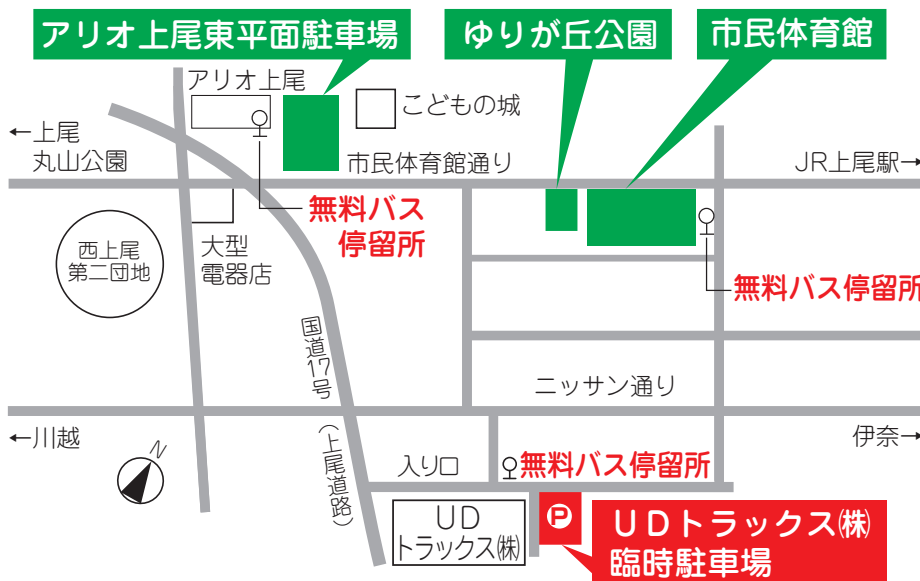 アリオ上尾東平面駐車場
ゆりが丘公園
市民体育館
アリオ上尾
こどもの城
←上尾
丸山公園
市民体育館通り
JR上尾駅→
無料バス
停留所
西上尾
第二団地
大型
電器店
無料バス停留所
国道17号
(上尾道路)
ニッサン通り
←川越
伊奈→
N
入り口
無料バス停留所
UD
トラックス㈱
P
UDトラックス㈱
臨時駐車場